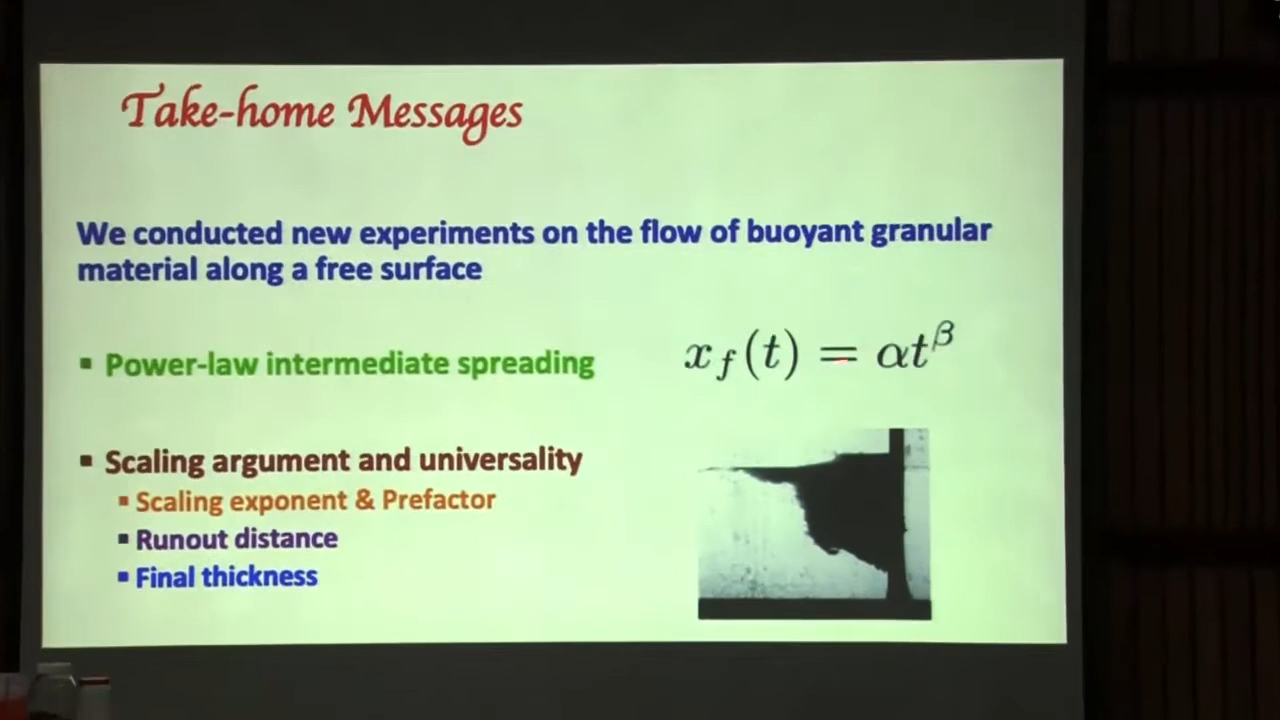 Take-home Messages
We conducted new experiments on the flow of buoyant granular
material along a free surface
▪ Power-law intermediate spreading
x_f(t) = αt^β
▪ Scaling argument and universality
▪ Scaling exponent & Prefactor
▪ Runout distance
▪ Final thickness